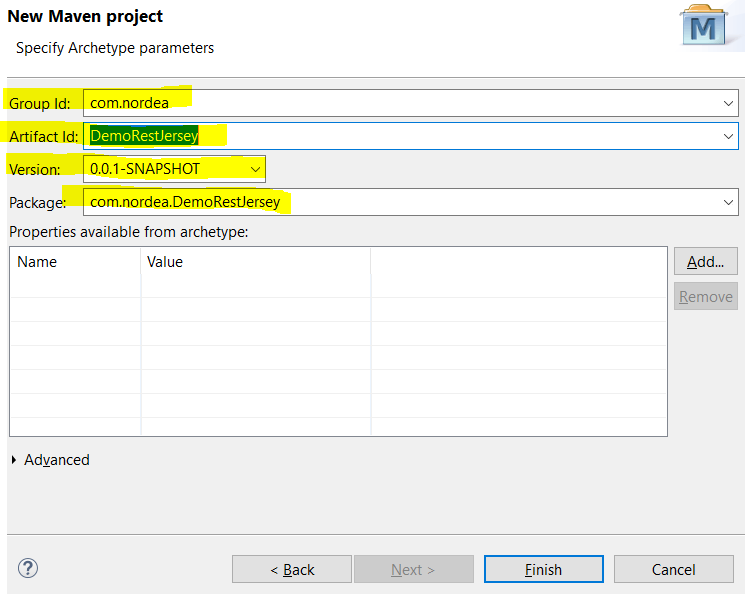 New Maven project
Specify Archetype parameters
M
Group Id: com.nordea
Artifact Id: DemoRestJersey
Version: 0.0.1-SNAPSHOT
Package: com.nordea.DemoRestJersey
Properties available from archetype:
Name Value
Add...
Remove
Advanced
? < Back Next > Finish Cancel